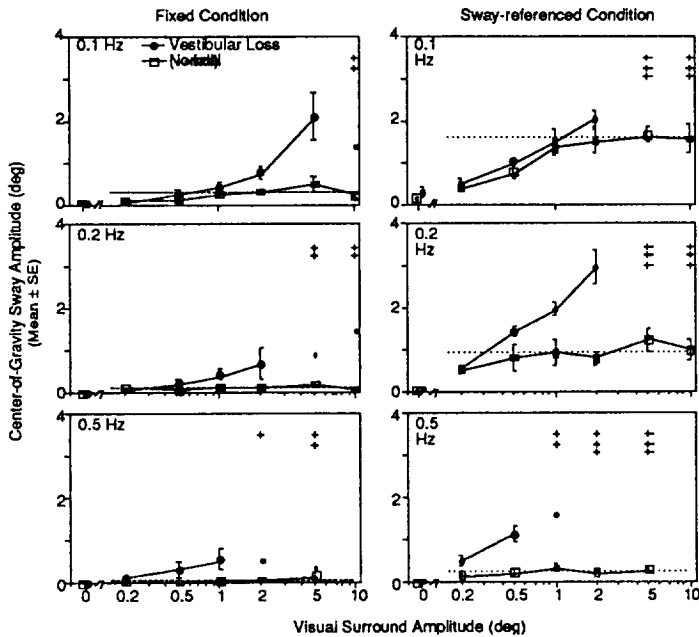 Fixed Condition
Sway-referenced Condition
Center-of-Gravity Sway Amplitude (deg)
(Mean ± SE)
4
2
0
0.1 Hz
Vestibular Loss
4
2
0
0.1
Hz
4
2
0
0.2 Hz
4
2
0
0.2
Hz
4
2
0
0.5 Hz
0 0.2 0.5 1 2 5 10
4
2
0
0.5
Hz
0 0.2 0.5 1 2 5 10
Visual Surround Amplitude (deg)